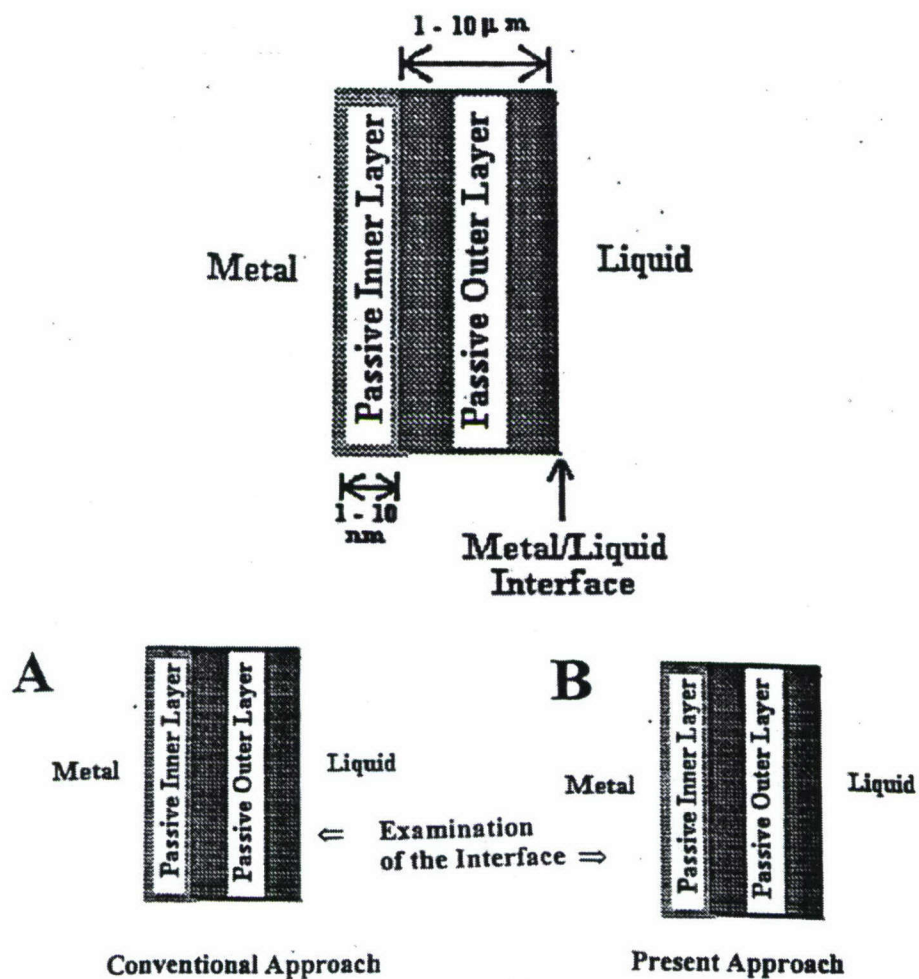 1 - 10 μm
Passive Inner Layer
Passive Outer Layer
Metal
Liquid
1 - 10
nm
Metal/Liquid
Interface
A
B
Passive Inner Layer
Passive Outer Layer
Metal
Liquid
Passive Inner Layer
Passive Outer Layer
Metal
Liquid
⇐ Examination
of the Interface ⇒
Conventional Approach
Present Approach